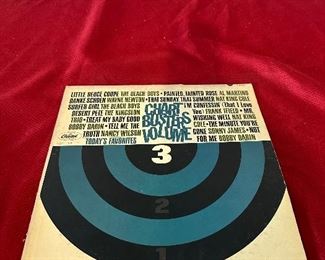 LITTLE DEUCE COUPE THE BEACH BOYS • PAINTED, TAINTED ROSE AL MARTINO
DANKE SCHOEN WAYNE NEWTON • THAT SUNDAY, THAT SUMMER NAT KING COLE
SURFER GIRL THE BEACH BOYS
DESERT PETE THE KINGSTON
TRIO • TREAT MY BABY GOOD
BOBBY DARIN • TELL ME THE
TRUTH NANCY WILSON
TODAY'S FAVORITES
CHART
BUSTERS
VOLUME
3
I'M CONFESSIN' (That I Love
You) FRANK IFIELD • MR.
WISHING WELL NAT KING
COLE • THE MINUTE YOU'RE
GONE SONNY JAMES • NOT
FOR ME BOBBY DARIN
Capitol
2
1